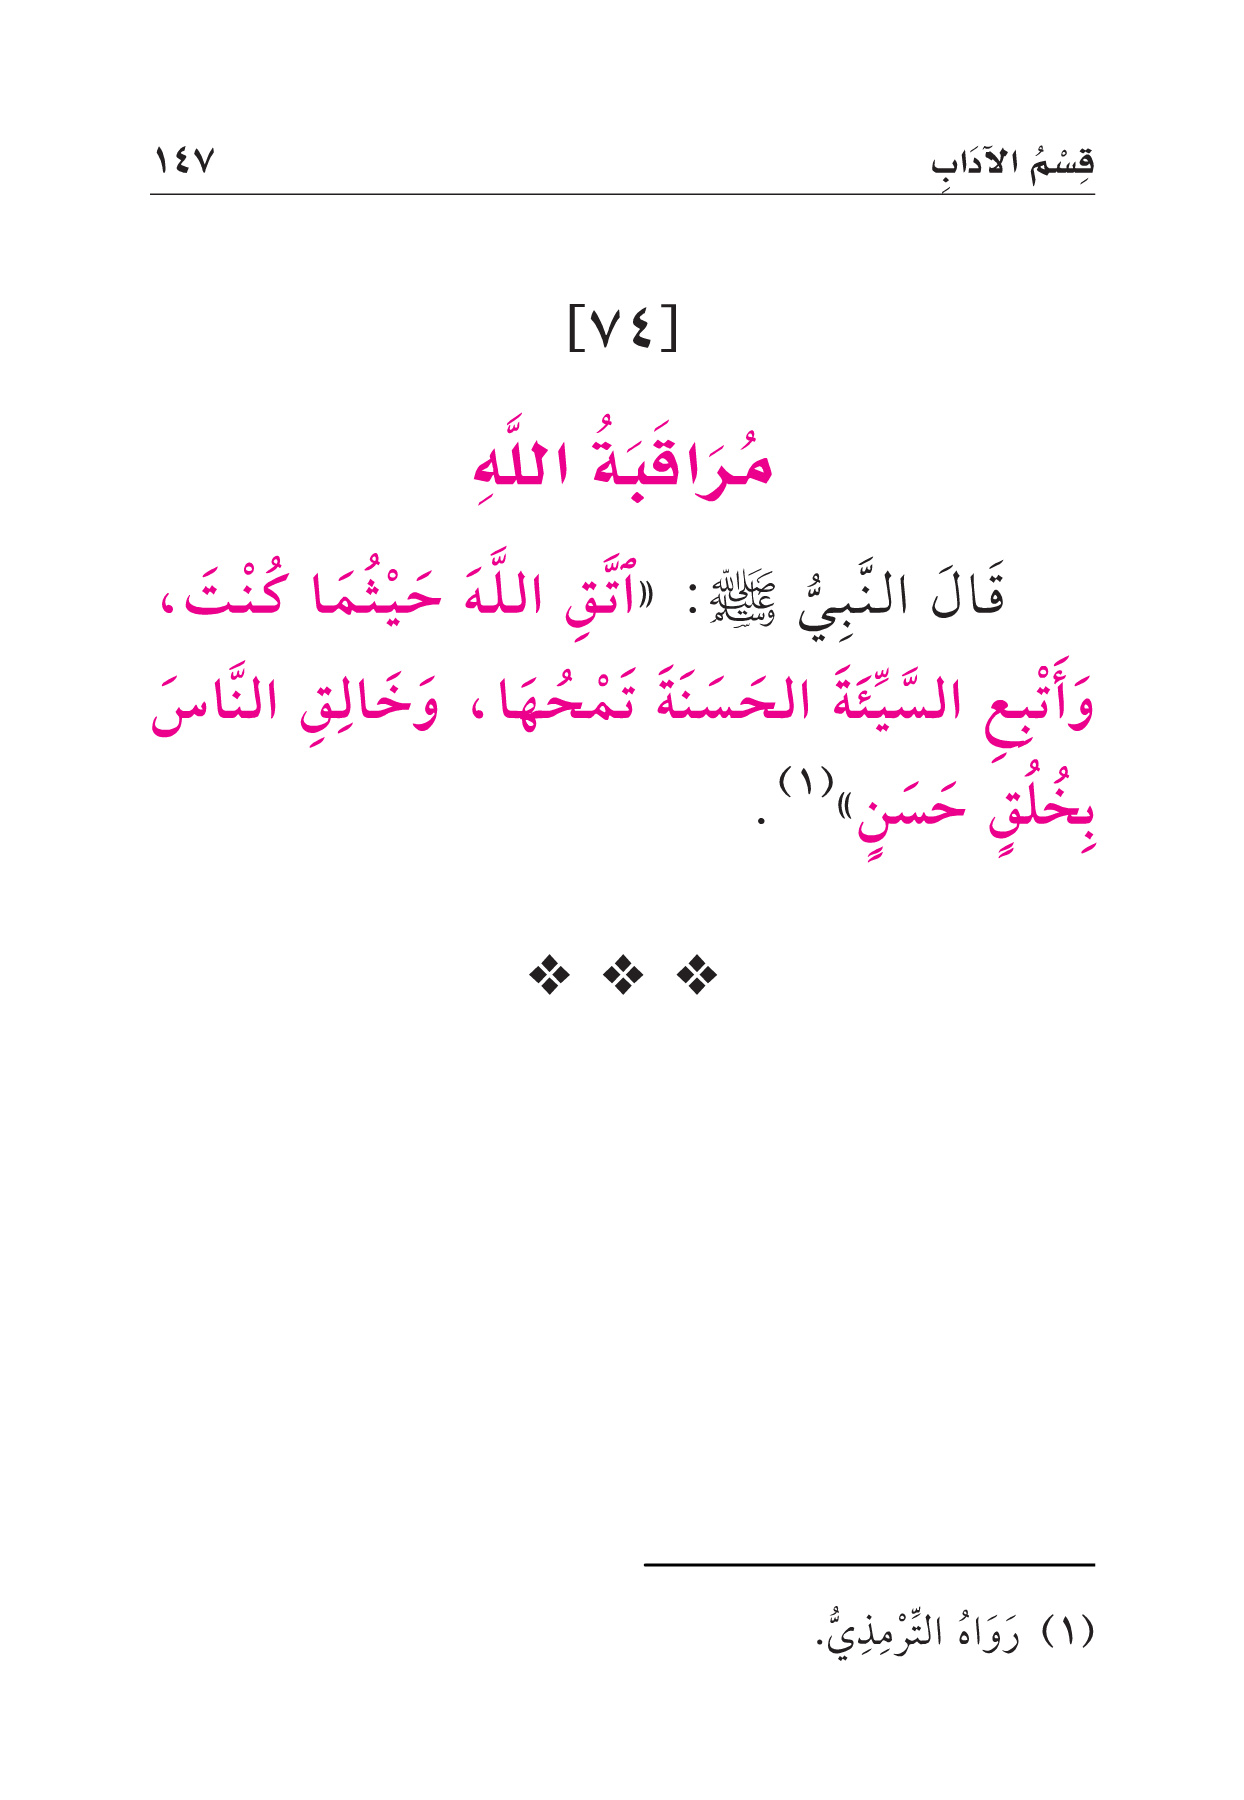 قِسْمُ الآدَابِ ١٤٧
[٧٤]
مُرَاقَبَةُ اللَّهِ
قَالَ النَّبِيُّ ﷺ: «ٱتَّقِ اللَّهَ حَيْثُمَا كُنْتَ،
وَأَتْبِعِ السَّيِّئَةَ الحَسَنَةَ تَمْحُهَا، وَخَالِقِ النَّاسَ
بِخُلُقٍ حَسَنٍ»(١).
(١) رَوَاهُ التِّرْمِذِيُّ.